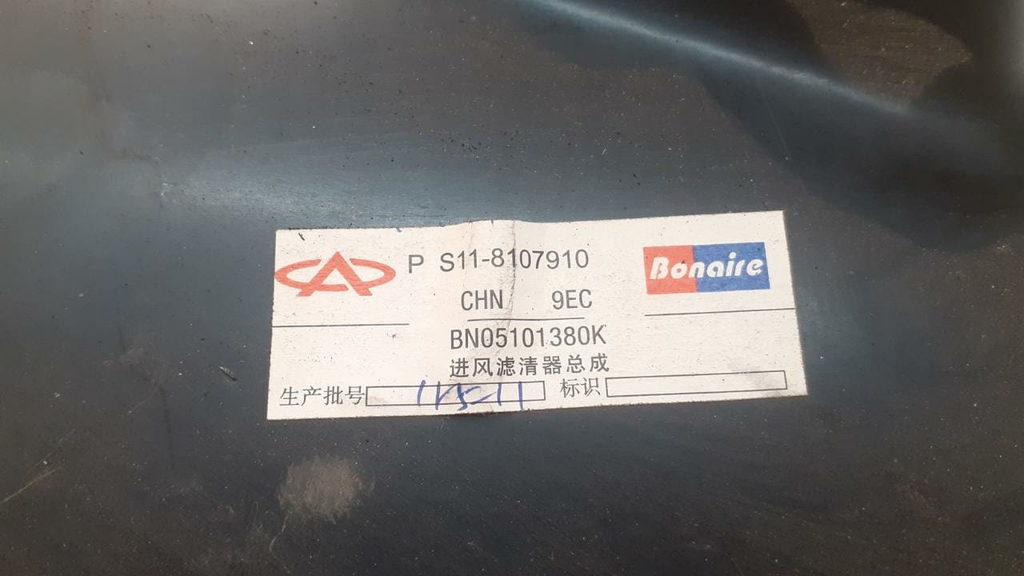 P S11-8107910
Bonaire
CHN 9EC
BN05101380K
进风滤清器总成
生产批号 标识